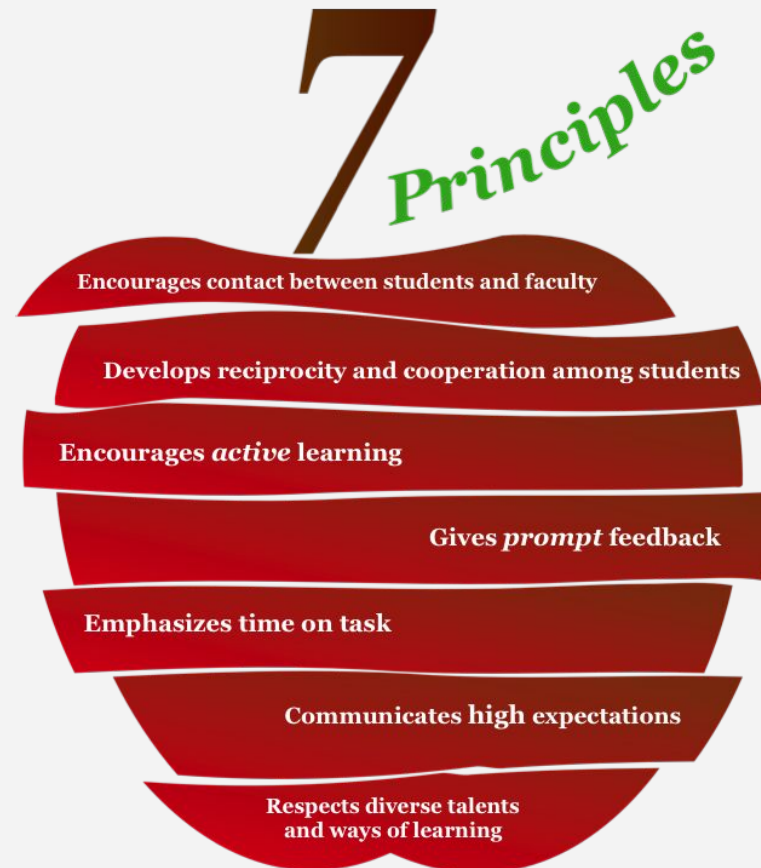 7
Principles
Encourages contact between students and faculty
Develops reciprocity and cooperation among students
Encourages active learning
Gives prompt feedback
Emphasizes time on task
Communicates high expectations
Respects diverse talents
and ways of learning